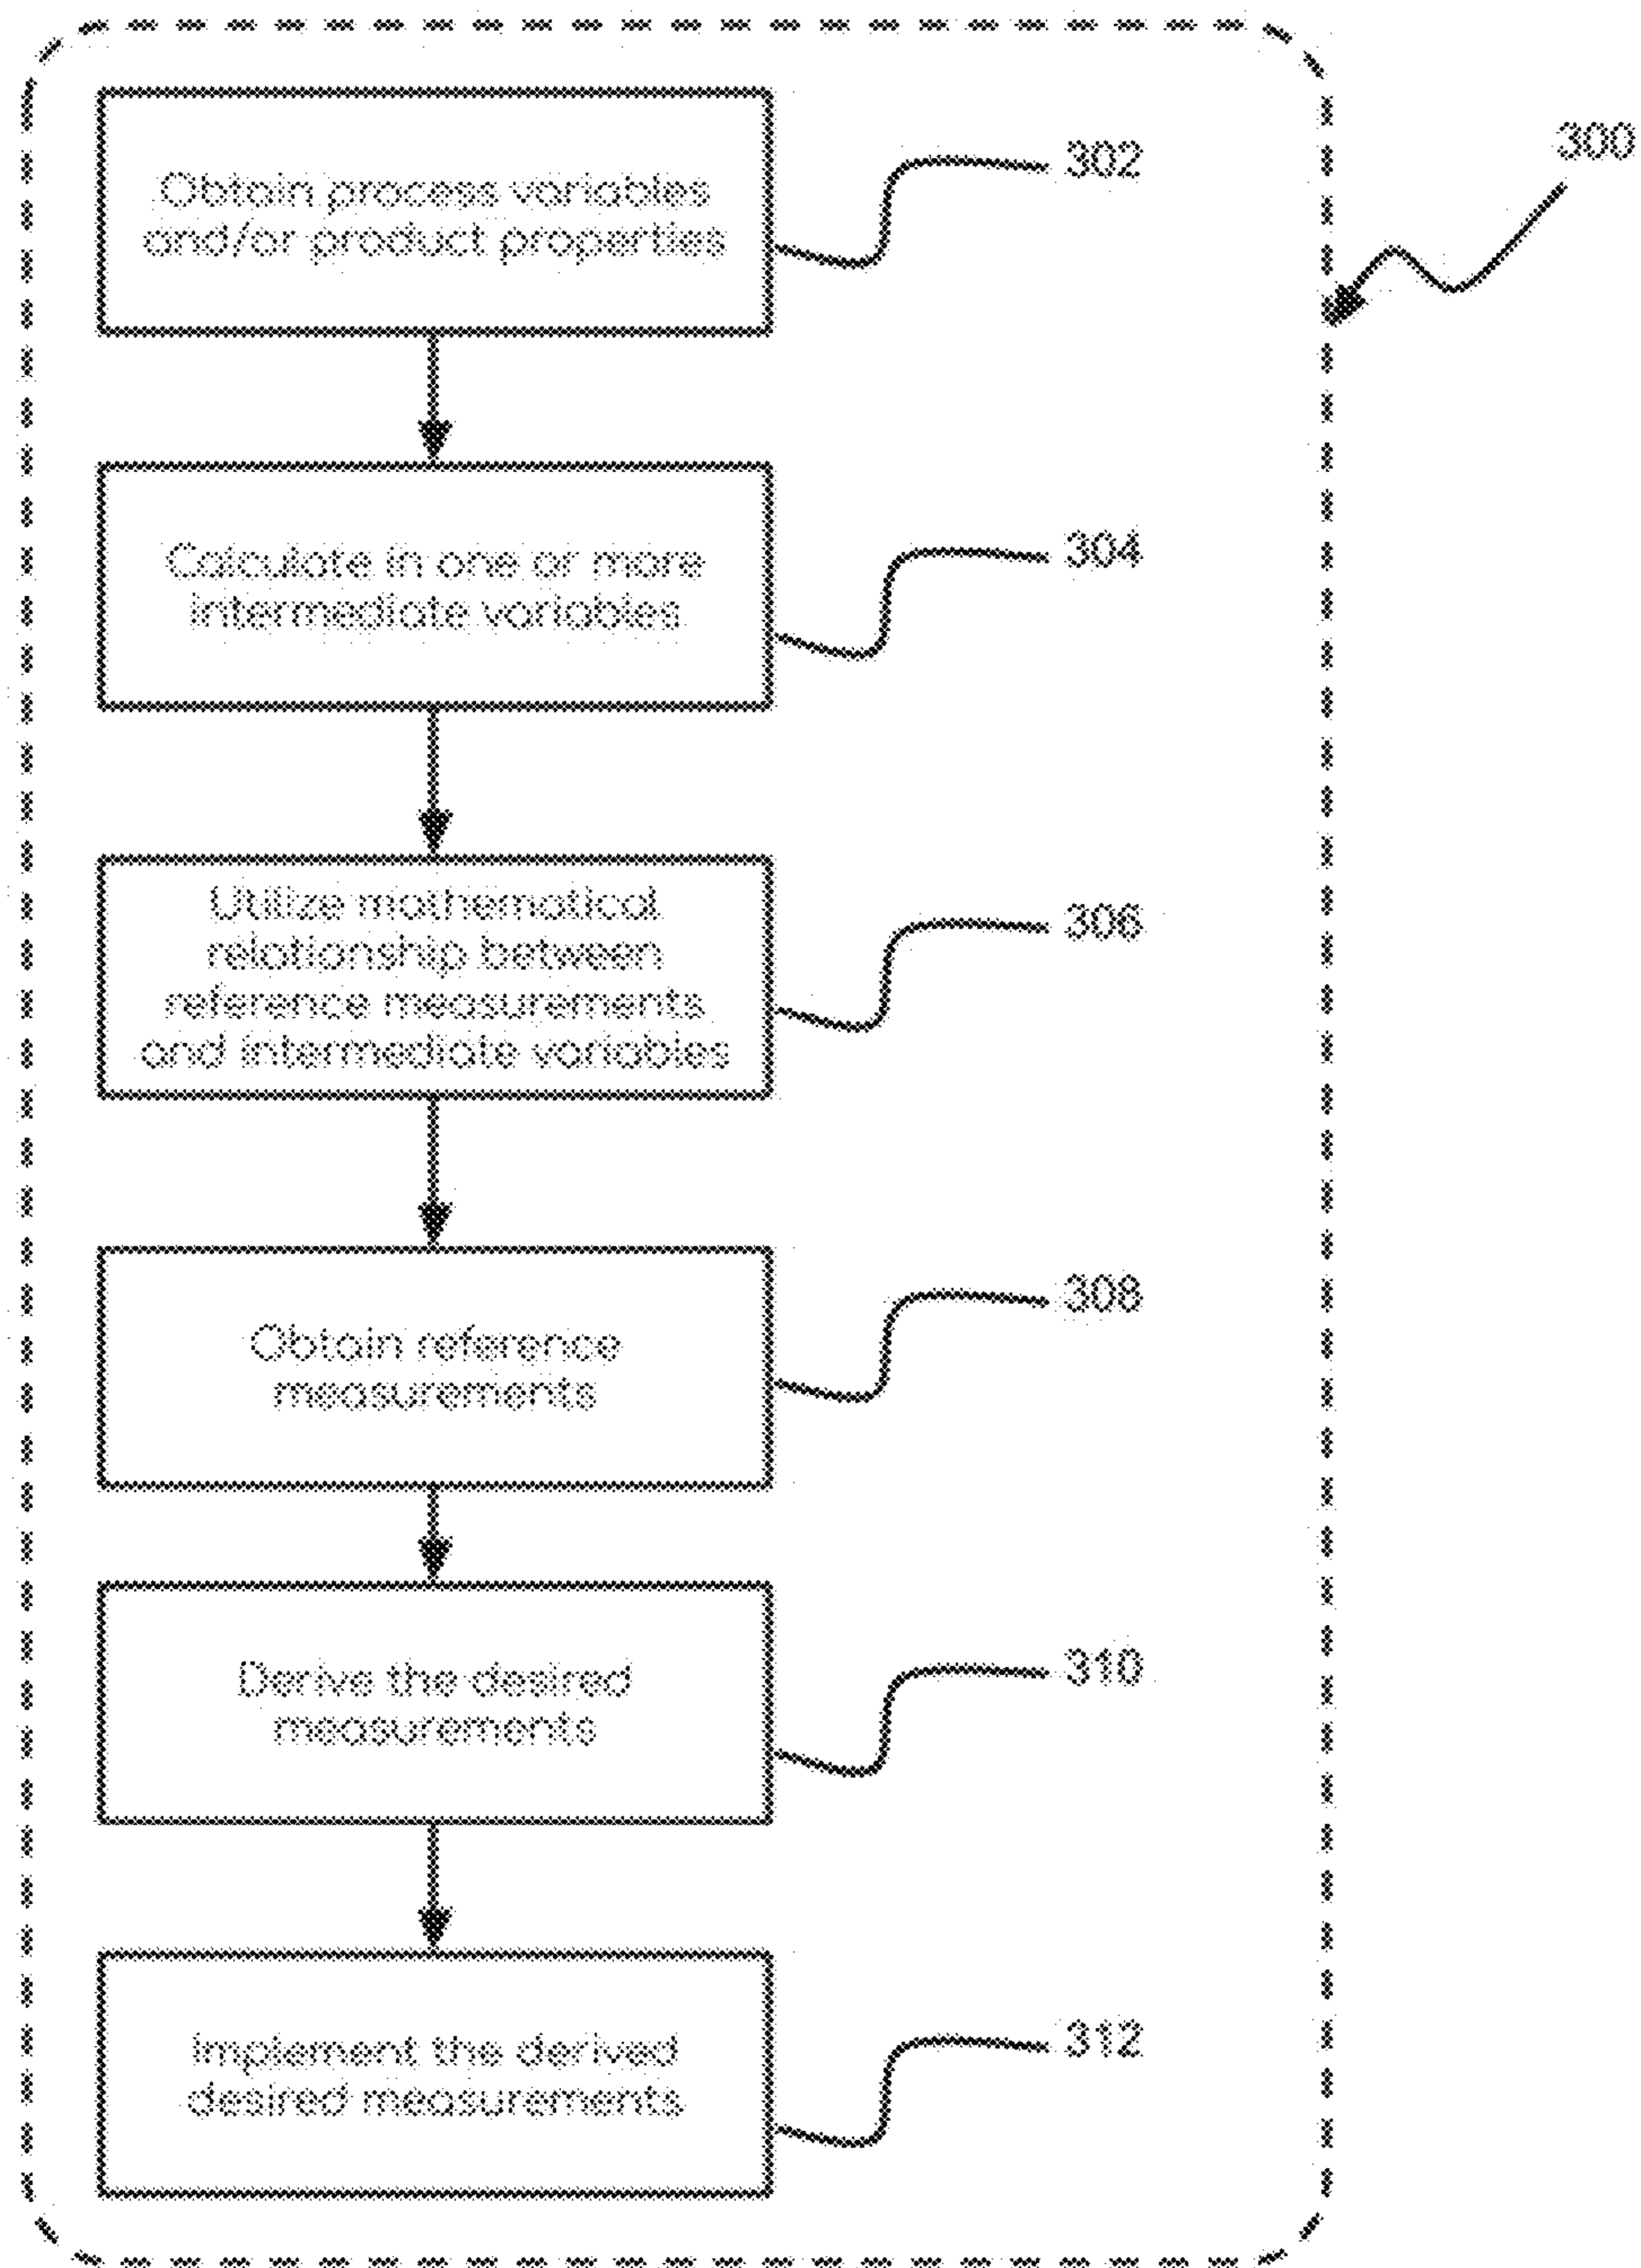 300
Obtain process variables
and/or product properties
302
Calculate in one or more
intermediate variables
304
Utilize mathematical
relationship between
reference measurements
and intermediate variables
306
Obtain reference
measurements
308
Derive the desired
measurements
310
Implement the derived
desired measurements
312